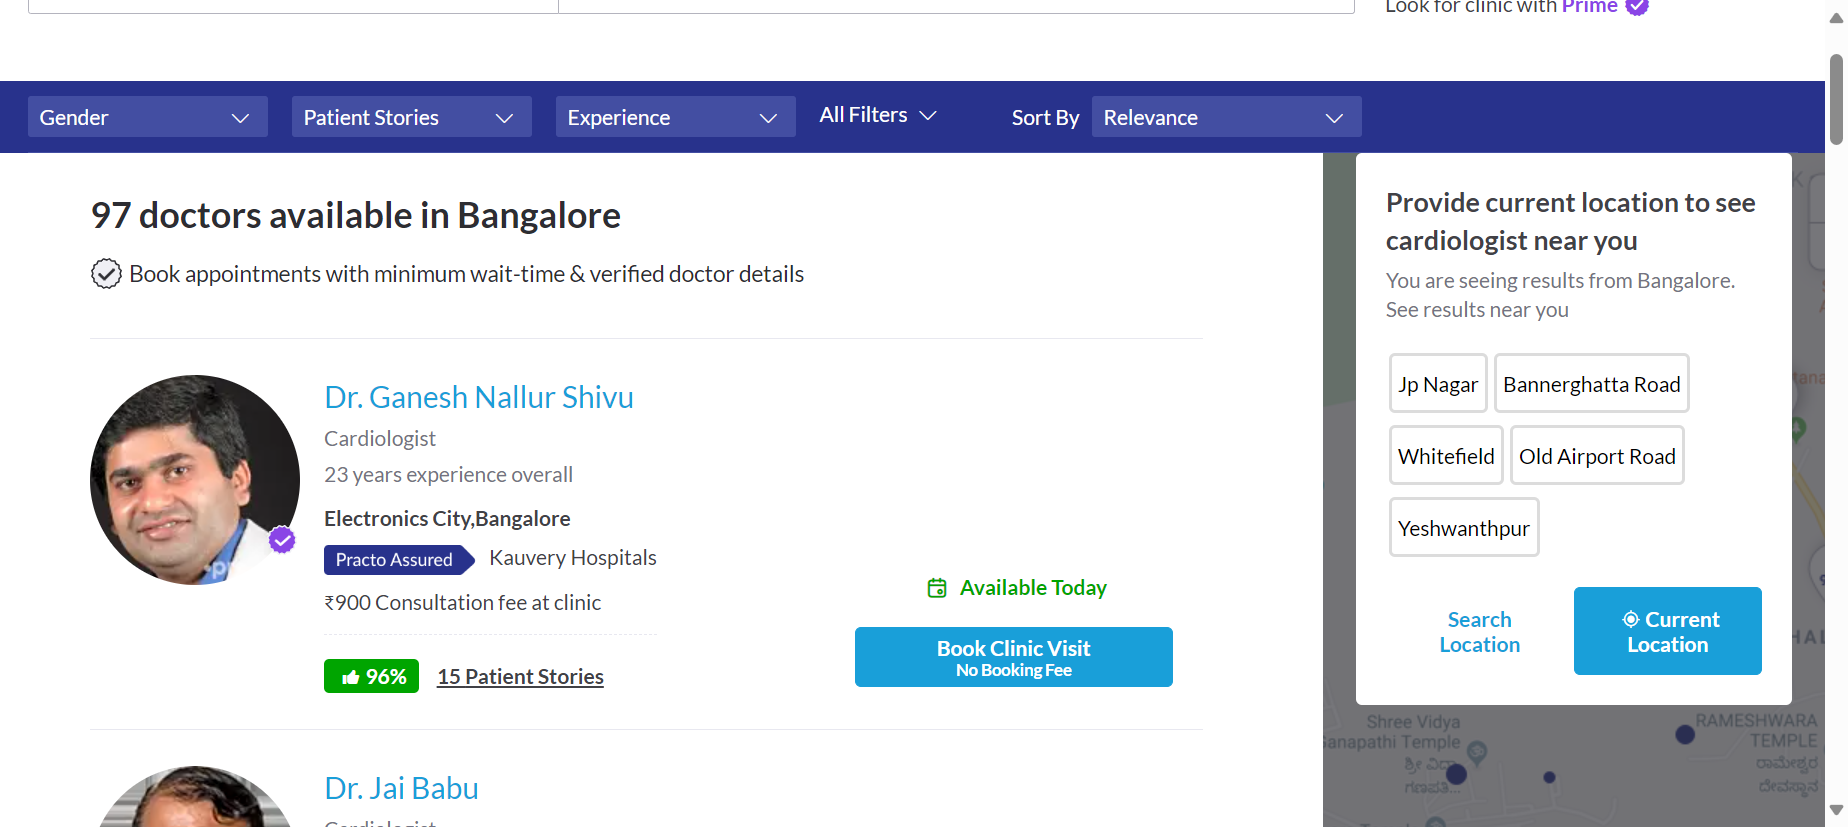 Look for clinic with Prime
Gender
Patient Stories
Experience
All Filters
Sort By
Relevance
97 doctors available in Bangalore
Book appointments with minimum wait-time & verified doctor details
Dr. Ganesh Nallur Shivu
Cardiologist
23 years experience overall
Electronics City,Bangalore
Practo Assured Kauvery Hospitals
₹900 Consultation fee at clinic
96% 15 Patient Stories
Available Today
Book Clinic Visit
No Booking Fee
Dr. Jai Babu
Cardiologist
Provide current location to see
cardiologist near you
You are seeing results from Bangalore.
See results near you
Jp Nagar
Bannerghatta Road
Whitefield
Old Airport Road
Yeshwanthpur
Search
Location
Current
Location
Shree Vidya
Ganapathi Temple
ಶ್ರೀ ವಿದ್ಯಾ
ಗಣಪತಿ...
RAMESHWARA
TEMPLE
ರಾಮೇಶ್ವರ
ದೇವಸ್ಥಾನ